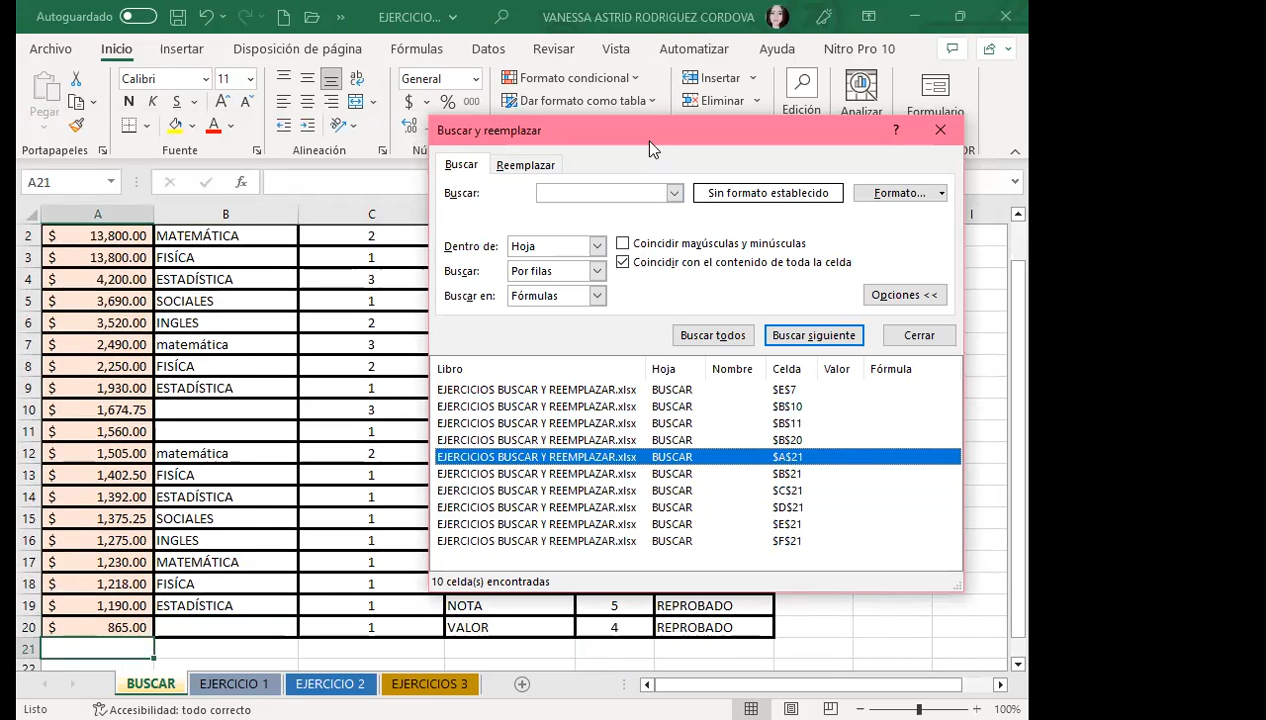 Autoguardado
EJERCICIO...
VANESSA ASTRID RODRIGUEZ CORDOVA
Archivo Inicio Insertar Disposición de página Fórmulas Datos Revisar Vista Automatizar Ayuda Nitro Pro 10
Pegar
Calibri 11
General
Formato condicional
Insertar
Dar formato como tabla
Eliminar
N K S
$ % 000
Edición
Analizar
Formulario
Portapapeles Fuente Alineación
A21
fx
Buscar y reemplazar
Buscar Reemplazar
Buscar: Sin formato establecido Formato...
Dentro de: Hoja Coincidir mayúsculas y minúsculas
Buscar: Por filas Coincidir con el contenido de toda la celda
Buscar en: Fórmulas
Opciones <<
Buscar todos Buscar siguiente Cerrar
Libro Hoja Nombre Celda Valor Fórmula
EJERCICIOS BUSCAR Y REEMPLAZAR.xlsx BUSCAR $E$7
EJERCICIOS BUSCAR Y REEMPLAZAR.xlsx BUSCAR $B$10
EJERCICIOS BUSCAR Y REEMPLAZAR.xlsx BUSCAR $B$11
EJERCICIOS BUSCAR Y REEMPLAZAR.xlsx BUSCAR $B$20
EJERCICIOS BUSCAR Y REEMPLAZAR.xlsx BUSCAR $A$21
EJERCICIOS BUSCAR Y REEMPLAZAR.xlsx BUSCAR $B$21
EJERCICIOS BUSCAR Y REEMPLAZAR.xlsx BUSCAR $C$21
EJERCICIOS BUSCAR Y REEMPLAZAR.xlsx BUSCAR $D$21
EJERCICIOS BUSCAR Y REEMPLAZAR.xlsx BUSCAR $E$21
EJERCICIOS BUSCAR Y REEMPLAZAR.xlsx BUSCAR $F$21
10 celda(s) encontradas
A B C I
2 $ 13,800.00 MATEMÁTICA 2
3 $ 13,800.00 FISÍCA 1
4 $ 4,200.00 ESTADÍSTICA 3
5 $ 3,690.00 SOCIALES 1
6 $ 3,520.00 INGLES 2
7 $ 2,490.00 matemática 3
8 $ 2,250.00 FISÍCA 2
9 $ 1,930.00 ESTADÍSTICA 1
10 $ 1,674.75 3
11 $ 1,560.00 1
12 $ 1,505.00 matemática 2
13 $ 1,402.50 FISÍCA 1
14 $ 1,392.00 ESTADÍSTICA 1
15 $ 1,375.25 SOCIALES 1
16 $ 1,275.00 INGLES 1
17 $ 1,230.00 MATEMÁTICA 1
18 $ 1,218.00 FISÍCA 1
19 $ 1,190.00 ESTADÍSTICA 1 NOTA 5 REPROBADO
20 $ 865.00 1 VALOR 4 REPROBADO
21
BUSCAR EJERCICIO 1 EJERCICIO 2 EJERCICIOS 3
Listo Accesibilidad: todo correcto 100%